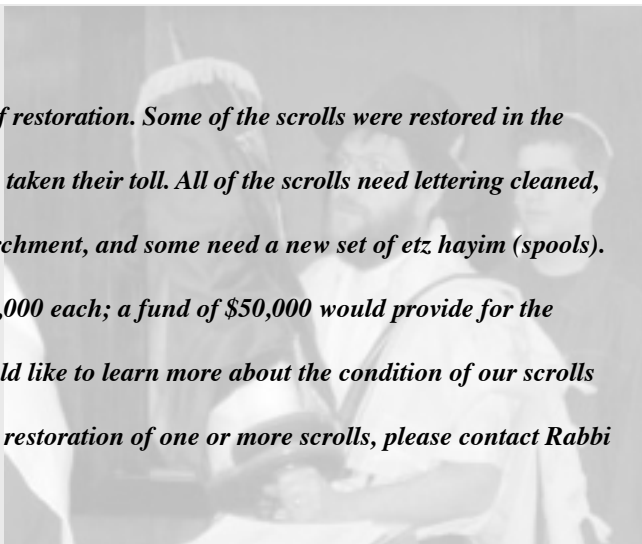 f restoration. Some of the scrolls were restored in the
taken their toll. All of the scrolls need lettering cleaned,
rchment, and some need a new set of etz hayim (spools).
,000 each; a fund of $50,000 would provide for the
ld like to learn more about the condition of our scrolls
restoration of one or more scrolls, please contact Rabbi